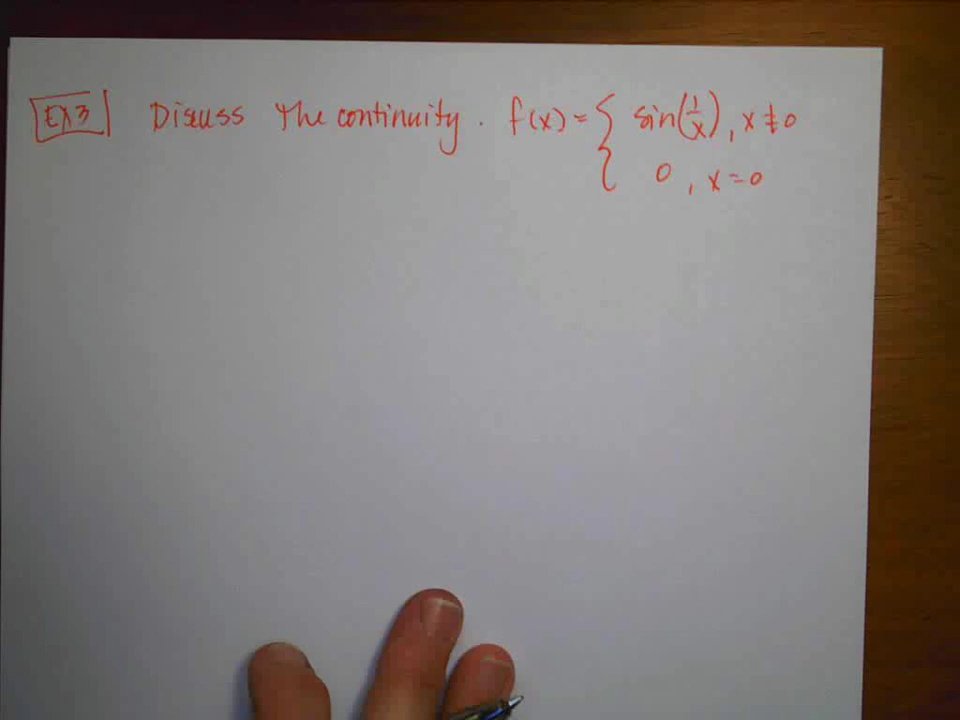 EX3 Discuss the continuity. f(x) = { sin(1/x), x ≠ 0
0, x = 0